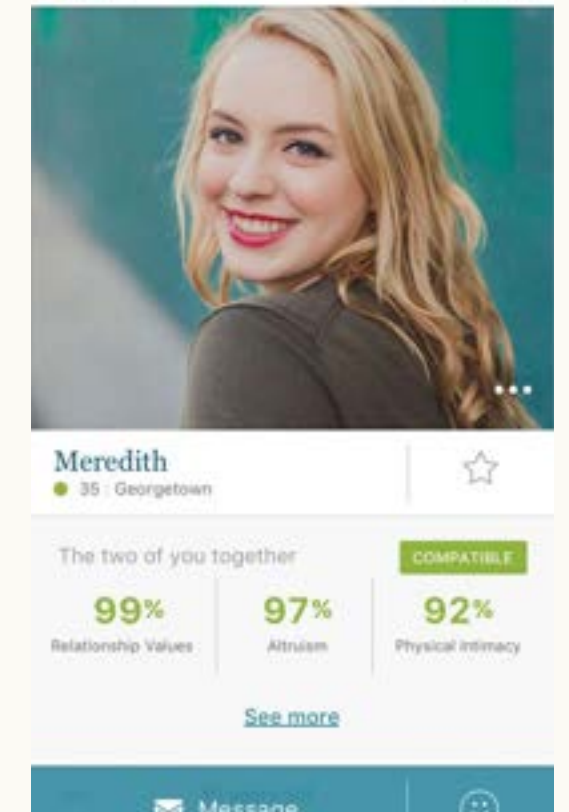 Meredith
35 : Georgetown
The two of you together
COMPATIBLE
99%
97%
92%
Relationship Values
Altruism
Physical intimacy
See more
Message